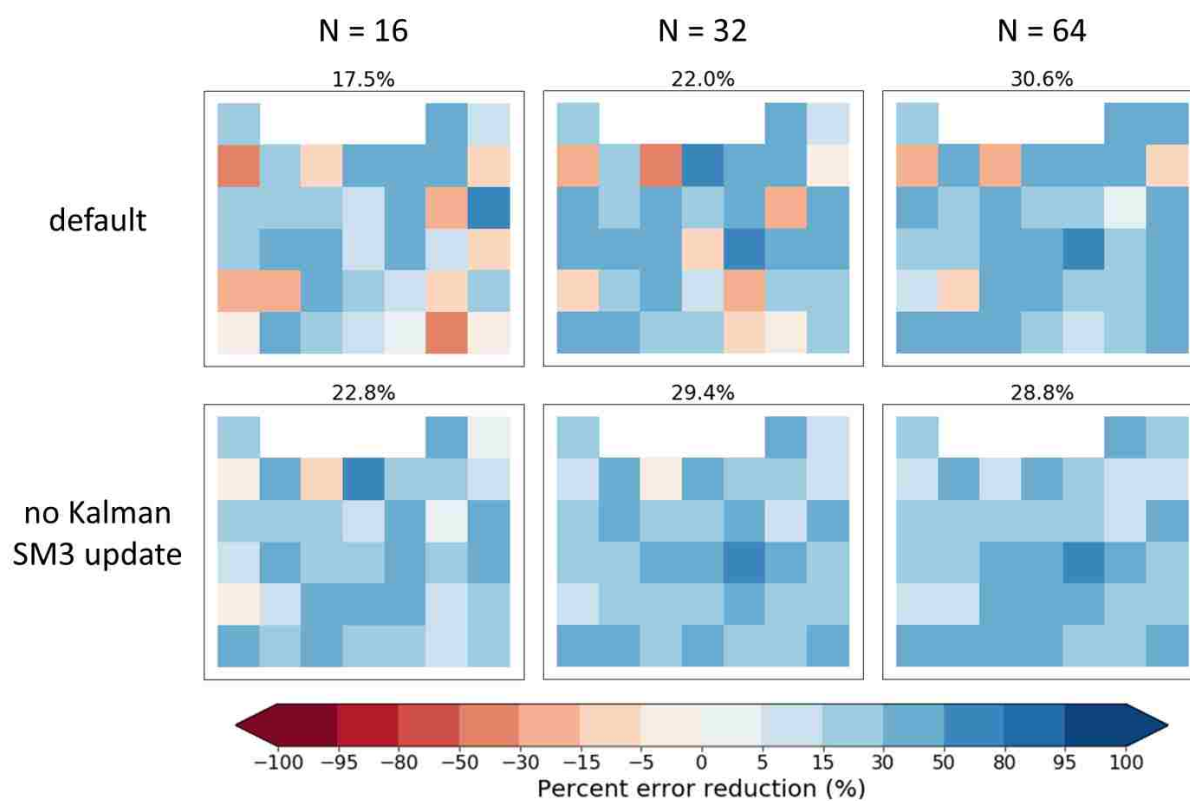 N = 16 N = 32 N = 64
17.5% 22.0% 30.6%
default
22.8% 29.4% 28.8%
no Kalman
SM3 update
−100 −95 −80 −50 −30 −15 −5 0 5 15 30 50 80 95 100
Percent error reduction (%)